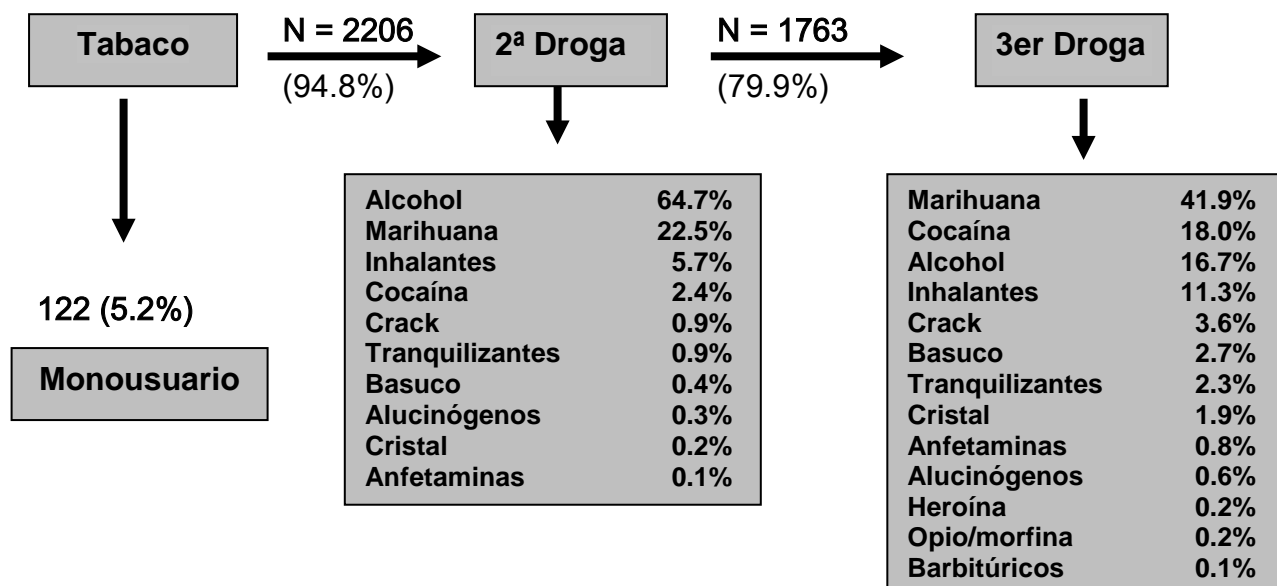 Tabaco
N = 2206
(94.8%)
2ª Droga
N = 1763
(79.9%)
3er Droga
122 (5.2%)
Monousuario
Alcohol 64.7%
Marihuana 22.5%
Inhalantes 5.7%
Cocaína 2.4%
Crack 0.9%
Tranquilizantes 0.9%
Basuco 0.4%
Alucinógenos 0.3%
Cristal 0.2%
Anfetaminas 0.1%
Marihuana 41.9%
Cocaína 18.0%
Alcohol 16.7%
Inhalantes 11.3%
Crack 3.6%
Basuco 2.7%
Tranquilizantes 2.3%
Cristal 1.9%
Anfetaminas 0.8%
Alucinógenos 0.6%
Heroína 0.2%
Opio/morfina 0.2%
Barbitúricos 0.1%